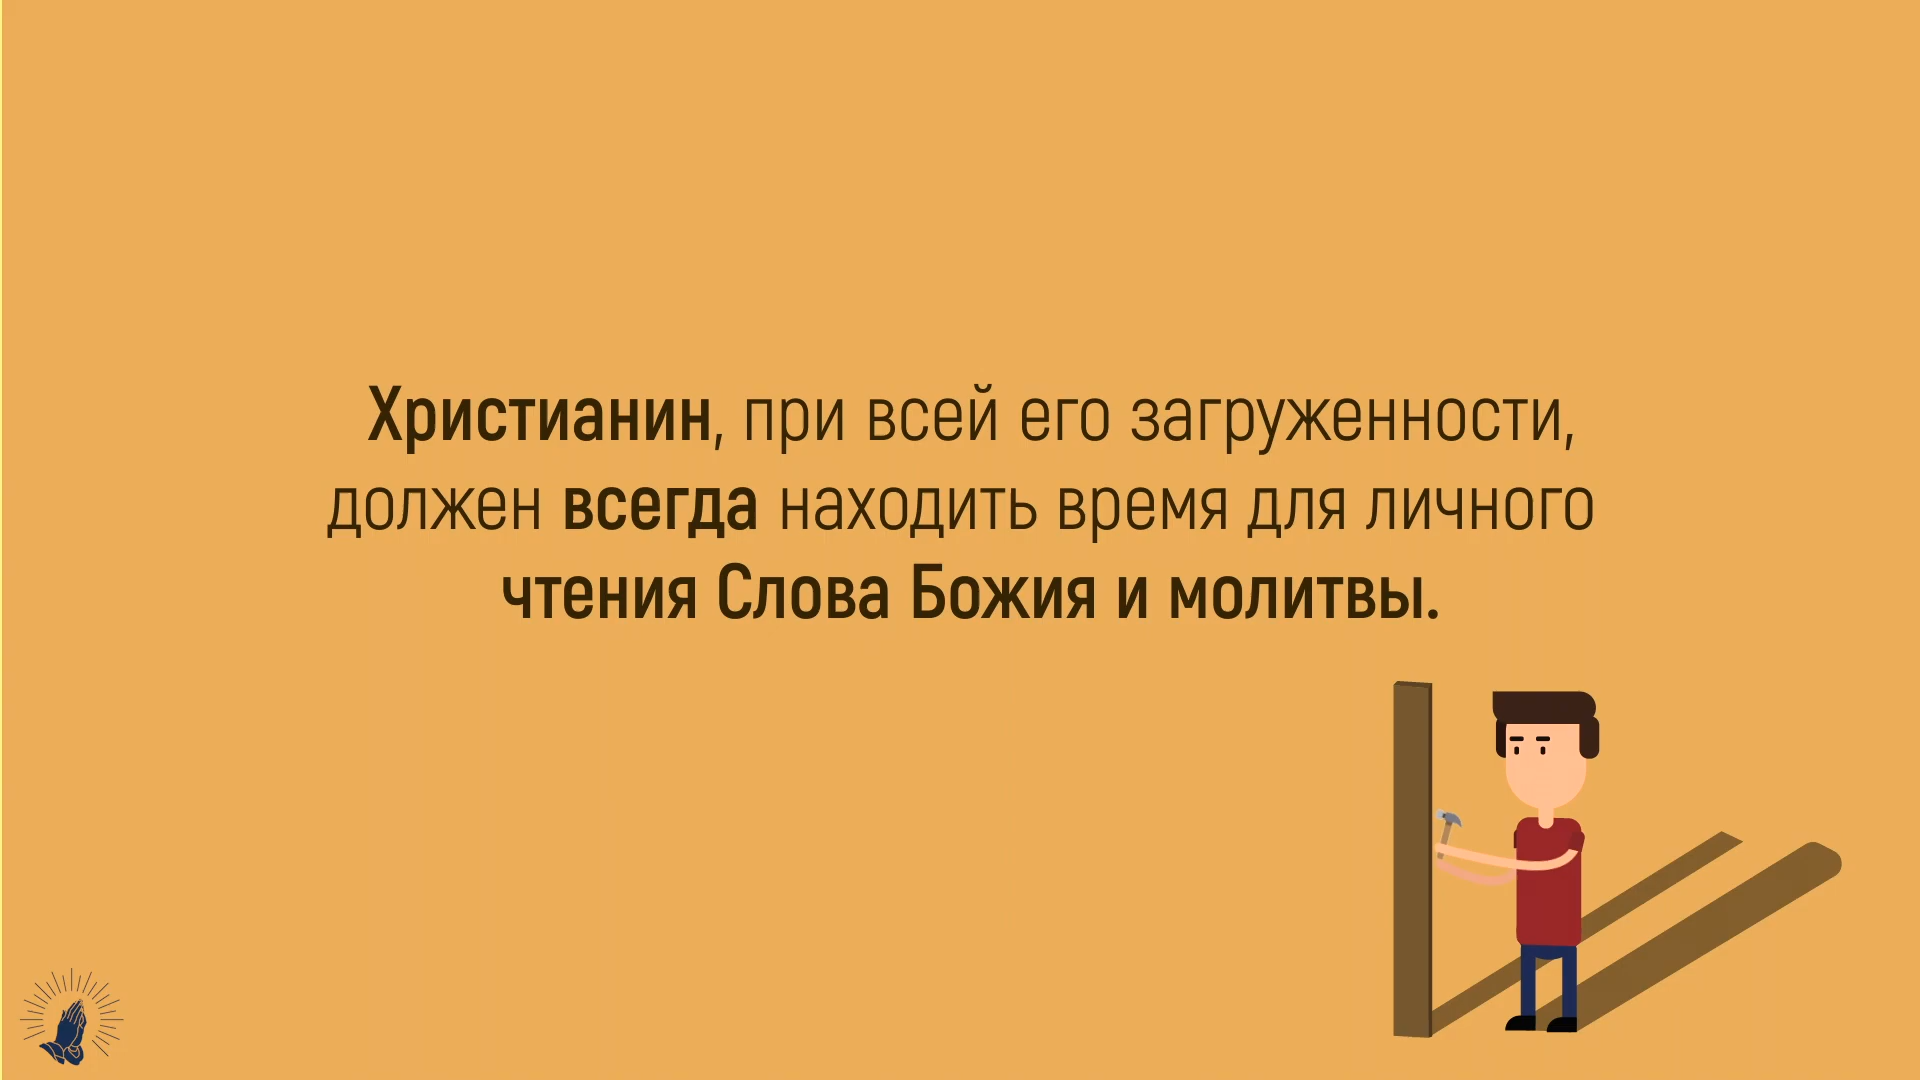 Христианин, при всей его загруженности,
должен всегда находить время для личного
чтения Слова Божия и молитвы.